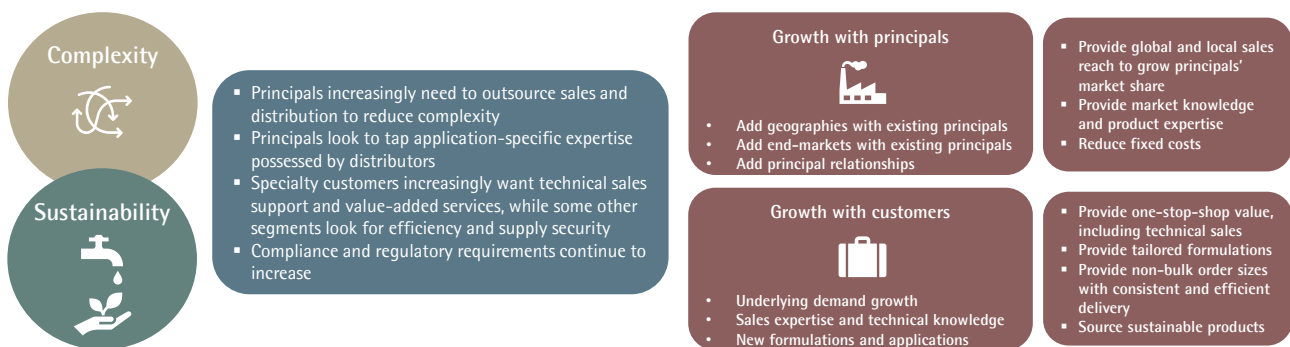 Complexity
Sustainability
▪ Principals increasingly need to outsource sales and
distribution to reduce complexity
▪ Principals look to tap application-specific expertise
possessed by distributors
▪ Specialty customers increasingly want technical sales
support and value-added services, while some other
segments look for efficiency and supply security
▪ Compliance and regulatory requirements continue to
increase
Growth with principals
• Add geographies with existing principals
• Add end-markets with existing principals
• Add principal relationships
▪ Provide global and local sales
reach to grow principals'
market share
▪ Provide market knowledge
and product expertise
▪ Reduce fixed costs
Growth with customers
• Underlying demand growth
• Sales expertise and technical knowledge
• New formulations and applications
▪ Provide one-stop-shop value,
including technical sales
▪ Provide tailored formulations
▪ Provide non-bulk order sizes
with consistent and efficient
delivery
▪ Source sustainable products